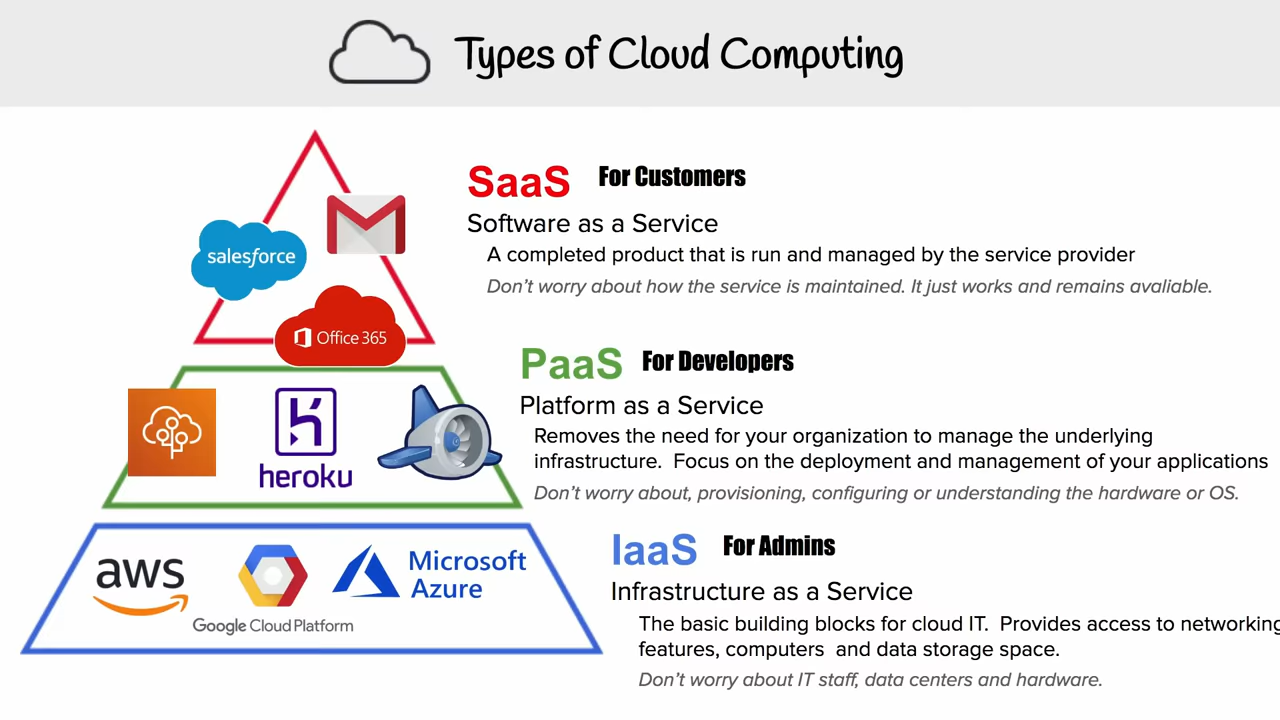 Types of Cloud Computing
SaaS For Customers
Software as a Service
A completed product that is run and managed by the service provider
Don't worry about how the service is maintained. It just works and remains avaliable.
salesforce
Office 365
PaaS For Developers
Platform as a Service
Removes the need for your organization to manage the underlying
infrastructure. Focus on the deployment and management of your applications
Don't worry about, provisioning, configuring or understanding the hardware or OS.
heroku
IaaS For Admins
Infrastructure as a Service
The basic building blocks for cloud IT. Provides access to networking
features, computers and data storage space.
Don't worry about IT staff, data centers and hardware.
aws
Google Cloud Platform
Microsoft
Azure